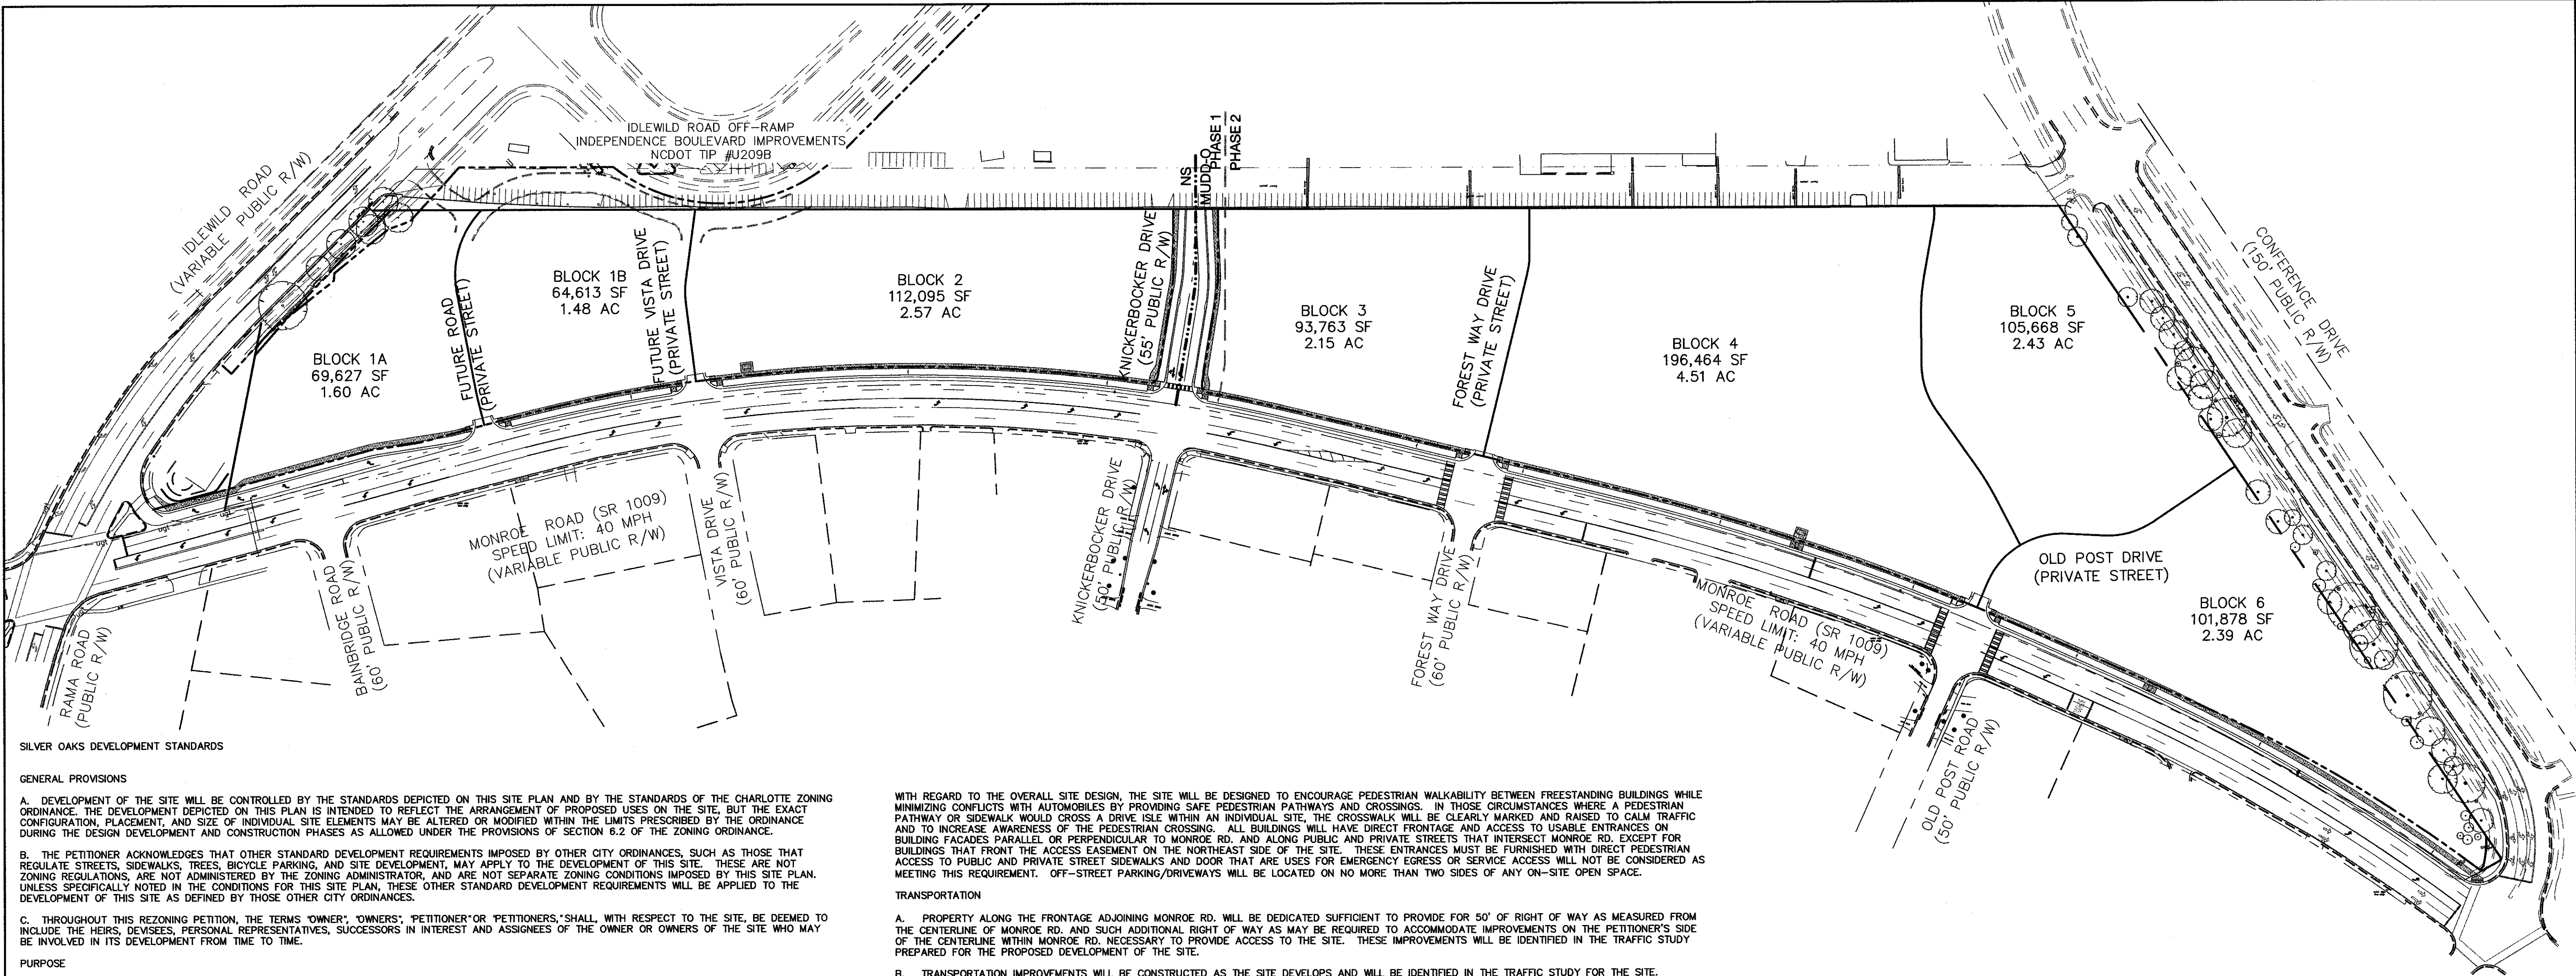 IDLEWILD ROAD OFF-RAMP
INDEPENDENCE BOULEVARD IMPROVEMENTS
NCDOT TIP #U209B
NS
MUDD-O
PHASE 1
PHASE 2
IDLEWILD ROAD
(VARIABLE PUBLIC R/W)
CONFERENCE DRIVE
(150' PUBLIC R/W)
BLOCK 1A
69,627 SF
1.60 AC
FUTURE ROAD
(PRIVATE STREET)
BLOCK 1B
64,613 SF
1.48 AC
FUTURE VISTA DRIVE
(PRIVATE STREET)
BLOCK 2
112,095 SF
2.57 AC
KNICKERBOCKER DRIVE
(55' PUBLIC R/W)
BLOCK 3
93,763 SF
2.15 AC
FOREST WAY DRIVE
(PRIVATE STREET)
BLOCK 4
196,464 SF
4.51 AC
BLOCK 5
105,668 SF
2.43 AC
OLD POST DRIVE
(PRIVATE STREET)
BLOCK 6
101,878 SF
2.39 AC
RAMA ROAD
(PUBLIC R/W)
BAINBRIDGE ROAD
(60' PUBLIC R/W)
MONROE ROAD (SR 1009)
SPEED LIMIT: 40 MPH
(VARIABLE PUBLIC R/W)
VISTA DRIVE
(60' PUBLIC R/W)
KNICKERBOCKER DRIVE
(50' PUBLIC R/W)
FOREST WAY DRIVE
(60' PUBLIC R/W)
MONROE ROAD (SR 1009)
SPEED LIMIT: 40 MPH
(VARIABLE PUBLIC R/W)
OLD POST ROAD
(50' PUBLIC R/W)
SILVER OAKS DEVELOPMENT STANDARDS
GENERAL PROVISIONS
A. DEVELOPMENT OF THE SITE WILL BE CONTROLLED BY THE STANDARDS DEPICTED ON THIS SITE PLAN AND BY THE STANDARDS OF THE CHARLOTTE ZONING
ORDINANCE. THE DEVELOPMENT DEPICTED ON THIS PLAN IS INTENDED TO REFLECT THE ARRANGEMENT OF PROPOSED USES ON THE SITE, BUT THE EXACT
CONFIGURATION, PLACEMENT, AND SIZE OF INDIVIDUAL SITE ELEMENTS MAY BE ALTERED OR MODIFIED WITHIN THE LIMITS PRESCRIBED BY THE ORDINANCE
DURING THE DESIGN DEVELOPMENT AND CONSTRUCTION PHASES AS ALLOWED UNDER THE PROVISIONS OF SECTION 6.2 OF THE ZONING ORDINANCE.
B. THE PETITIONER ACKNOWLEDGES THAT OTHER STANDARD DEVELOPMENT REQUIREMENTS IMPOSED BY OTHER CITY ORDINANCES, SUCH AS THOSE THAT
REGULATE STREETS, SIDEWALKS, TREES, BICYCLE PARKING, AND SITE DEVELOPMENT, MAY APPLY TO THE DEVELOPMENT OF THIS SITE. THESE ARE NOT
ZONING REGULATIONS, ARE NOT ADMINISTERED BY THE ZONING ADMINISTRATOR, AND ARE NOT SEPARATE ZONING CONDITIONS IMPOSED BY THIS SITE PLAN.
UNLESS SPECIFICALLY NOTED IN THE CONDITIONS FOR THIS SITE PLAN, THESE OTHER STANDARD DEVELOPMENT REQUIREMENTS WILL BE APPLIED TO THE
DEVELOPMENT OF THIS SITE AS DEFINED BY THOSE OTHER CITY ORDINANCES.
C. THROUGHOUT THIS REZONING PETITION, THE TERMS "OWNER", "OWNERS", "PETITIONER" OR "PETITIONERS," SHALL, WITH RESPECT TO THE SITE, BE DEEMED TO
INCLUDE THE HEIRS, DEVISEES, PERSONAL REPRESENTATIVES, SUCCESSORS IN INTEREST AND ASSIGNEES OF THE OWNER OR OWNERS OF THE SITE WHO MAY
BE INVOLVED IN ITS DEVELOPMENT FROM TIME TO TIME.
PURPOSE
WITH REGARD TO THE OVERALL SITE DESIGN, THE SITE WILL BE DESIGNED TO ENCOURAGE PEDESTRIAN WALKABILITY BETWEEN FREESTANDING BUILDINGS WHILE
MINIMIZING CONFLICTS WITH AUTOMOBILES BY PROVIDING SAFE PEDESTRIAN PATHWAYS AND CROSSINGS. IN THOSE CIRCUMSTANCES WHERE A PEDESTRIAN
PATHWAY OR SIDEWALK WOULD CROSS A DRIVE ISLE WITHIN AN INDIVIDUAL SITE, THE CROSSWALK WILL BE CLEARLY MARKED AND RAISED TO CALM TRAFFIC
AND TO INCREASE AWARENESS OF THE PEDESTRIAN CROSSING. ALL BUILDINGS WILL HAVE DIRECT FRONTAGE AND ACCESS TO USABLE ENTRANCES ON
BUILDING FACADES PARALLEL OR PERPENDICULAR TO MONROE RD. AND ALONG PUBLIC AND PRIVATE STREETS THAT INTERSECT MONROE RD. EXCEPT FOR
BUILDINGS THAT FRONT THE ACCESS EASEMENT ON THE NORTHEAST SIDE OF THE SITE. THESE ENTRANCES MUST BE FURNISHED WITH DIRECT PEDESTRIAN
ACCESS TO PUBLIC AND PRIVATE STREET SIDEWALKS AND DOOR THAT ARE USES FOR EMERGENCY EGRESS OR SERVICE ACCESS WILL NOT BE CONSIDERED AS
MEETING THIS REQUIREMENT. OFF-STREET PARKING/DRIVEWAYS WILL BE LOCATED ON NO MORE THAN TWO SIDES OF ANY ON-SITE OPEN SPACE.
TRANSPORTATION
A. PROPERTY ALONG THE FRONTAGE ADJOINING MONROE RD. WILL BE DEDICATED SUFFICIENT TO PROVIDE FOR 50' OF RIGHT OF WAY AS MEASURED FROM
THE CENTERLINE OF MONROE RD. AND SUCH ADDITIONAL RIGHT OF WAY AS MAY BE REQUIRED TO ACCOMMODATE IMPROVEMENTS ON THE PETITIONER'S SIDE
OF THE CENTERLINE WITHIN MONROE RD. NECESSARY TO PROVIDE ACCESS TO THE SITE. THESE IMPROVEMENTS WILL BE IDENTIFIED IN THE TRAFFIC STUDY
PREPARED FOR THE PROPOSED DEVELOPMENT OF THE SITE.
B. TRANSPORTATION IMPROVEMENTS WILL BE CONSTRUCTED AS THE SITE DEVELOPS AND WILL BE IDENTIFIED IN THE TRAFFIC STUDY FOR THE SITE.